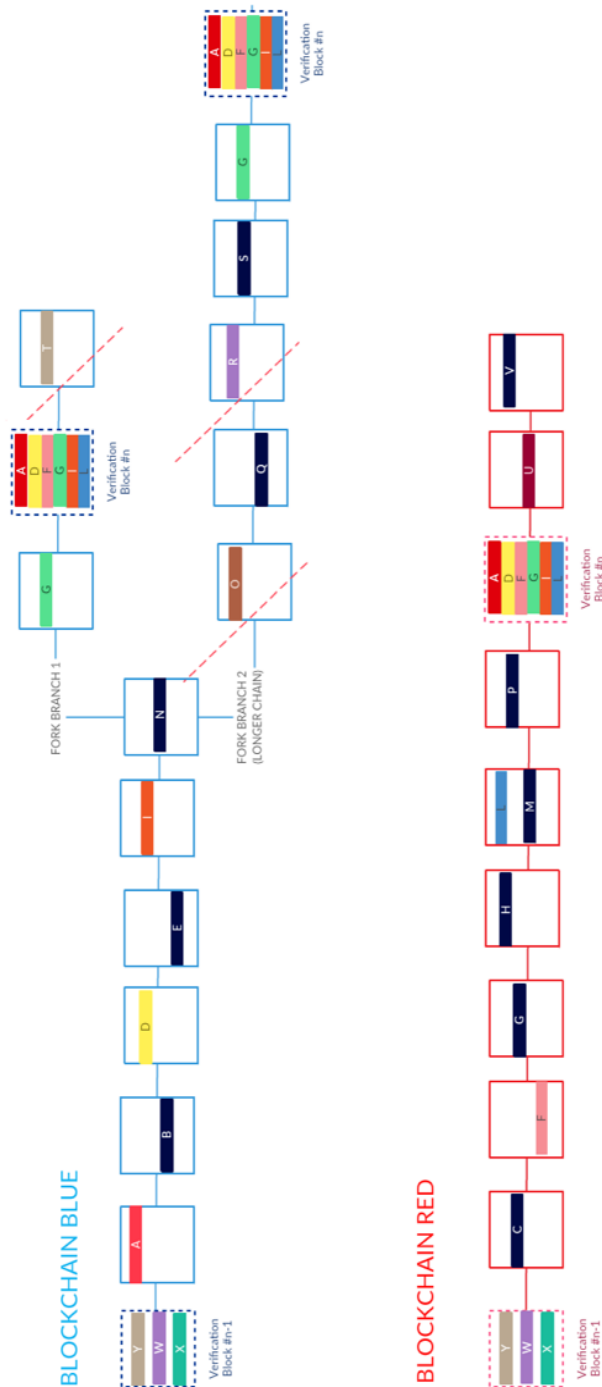 BLOCKCHAIN BLUE
Y
W
X
Verification
Block #n-1
A
B
D
E
I
N
FORK BRANCH 1
G
A
D
F
G
I
L
Verification
Block #n
T
FORK BRANCH 2
(LONGER CHAIN)
O
Q
R
S
G
A
D
F
G
I
L
Verification
Block #n
BLOCKCHAIN RED
Y
W
X
Verification
Block #n-1
C
F
G
H
L
M
P
A
D
F
G
I
L
Verification
Block #n
U
V